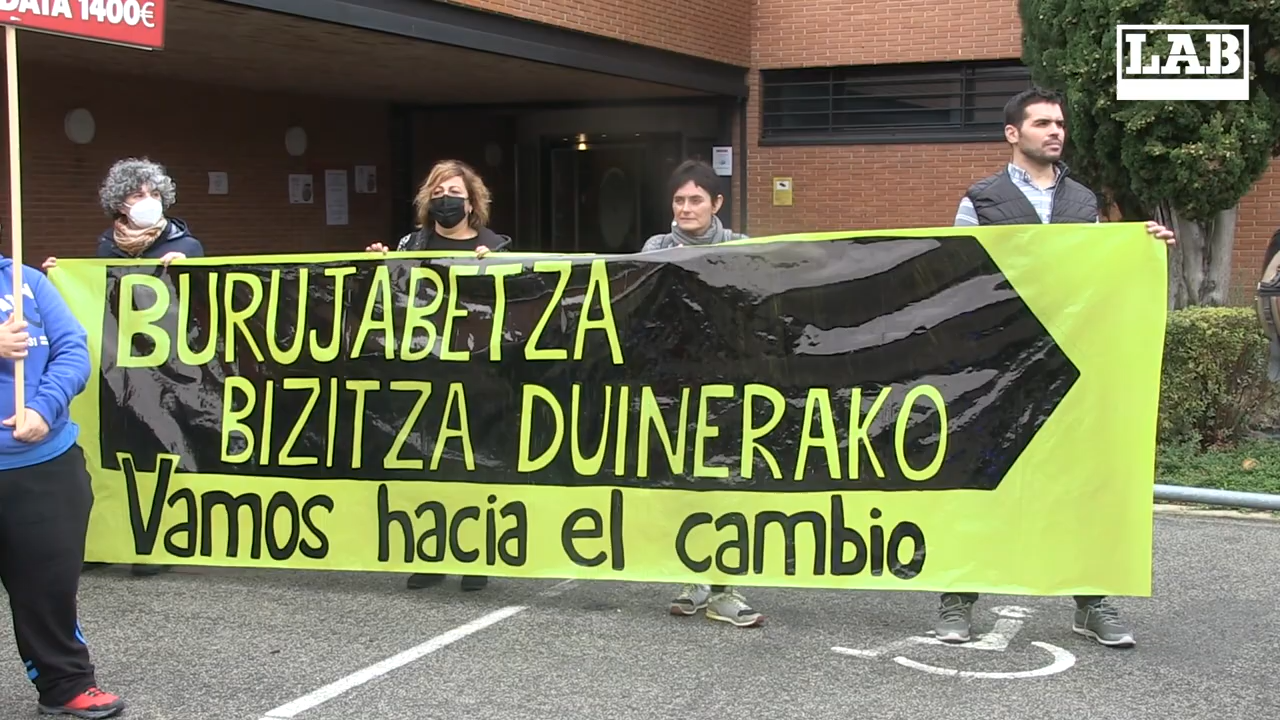 DATA 1400€
LAB
BURUJABETZA
BIZITZA DUINERAKO
Vamos hacia el cambio